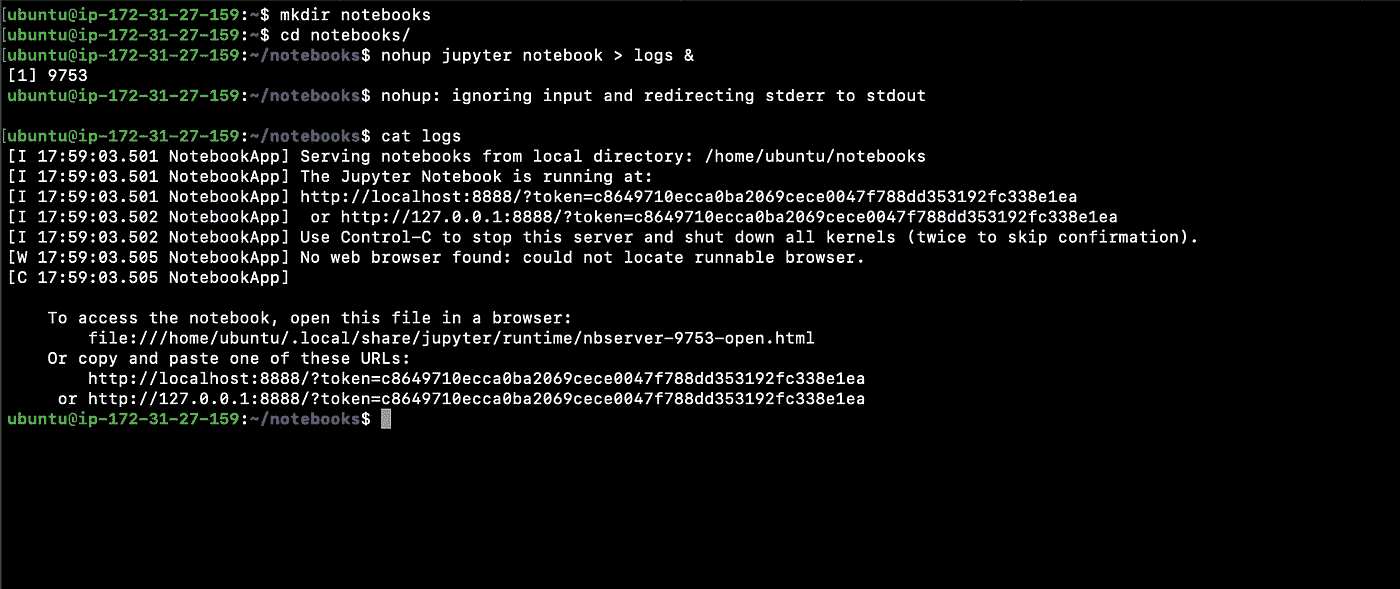 [ubuntu@ip-172-31-27-159:~$ mkdir notebooks
[ubuntu@ip-172-31-27-159:~$ cd notebooks/
[ubuntu@ip-172-31-27-159:~/notebooks$ nohup jupyter notebook > logs &
[1] 9753
ubuntu@ip-172-31-27-159:~/notebooks$ nohup: ignoring input and redirecting stderr to stdout
[ubuntu@ip-172-31-27-159:~/notebooks$ cat logs
[I 17:59:03.501 NotebookApp] Serving notebooks from local directory: /home/ubuntu/notebooks
[I 17:59:03.501 NotebookApp] The Jupyter Notebook is running at:
[I 17:59:03.501 NotebookApp] http://localhost:8888/?token=c8649710ecca0ba2069cece0047f788dd353192fc338e1ea
[I 17:59:03.502 NotebookApp]  or http://127.0.0.1:8888/?token=c8649710ecca0ba2069cece0047f788dd353192fc338e1ea
[I 17:59:03.502 NotebookApp] Use Control-C to stop this server and shut down all kernels (twice to skip confirmation).
[W 17:59:03.505 NotebookApp] No web browser found: could not locate runnable browser.
[C 17:59:03.505 NotebookApp]
    To access the notebook, open this file in a browser:
        file:///home/ubuntu/.local/share/jupyter/runtime/nbserver-9753-open.html
    Or copy and paste one of these URLs:
        http://localhost:8888/?token=c8649710ecca0ba2069cece0047f788dd353192fc338e1ea
     or http://127.0.0.1:8888/?token=c8649710ecca0ba2069cece0047f788dd353192fc338e1ea
ubuntu@ip-172-31-27-159:~/notebooks$